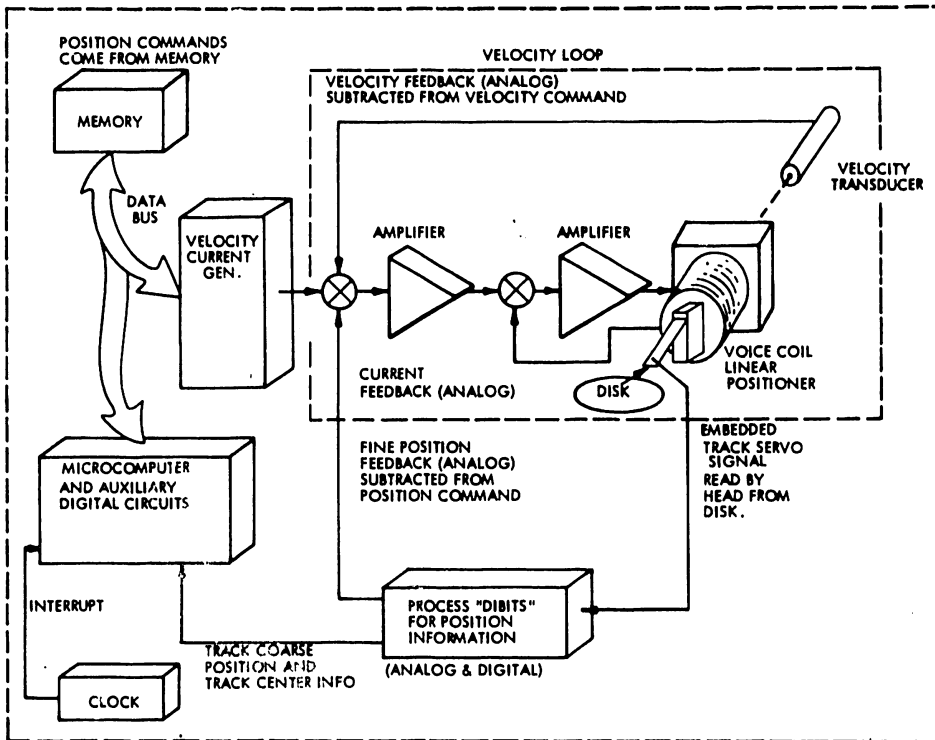 POSITION COMMANDS
COME FROM MEMORY
MEMORY
DATA
BUS
VELOCITY
CURRENT
GEN.
VELOCITY LOOP
VELOCITY FEEDBACK (ANALOG)
SUBTRACTED FROM VELOCITY COMMAND
VELOCITY
TRANSDUCER
AMPLIFIER
AMPLIFIER
VOICE COIL
LINEAR
POSITIONER
CURRENT
FEEDBACK (ANALOG)
DISK
EMBEDDED
TRACK SERVO
SIGNAL
READ BY
HEAD FROM
DISK.
FINE POSITION
FEEDBACK (ANALOG)
SUBTRACTED FROM
POSITION COMMAND
MICROCOMPUTER
AND AUXILIARY
DIGITAL CIRCUITS
INTERRUPT
PROCESS "DIBITS"
FOR POSITION
INFORMATION
(ANALOG & DIGITAL)
TRACK COARSE
POSITION AND
TRACK CENTER INFO
CLOCK